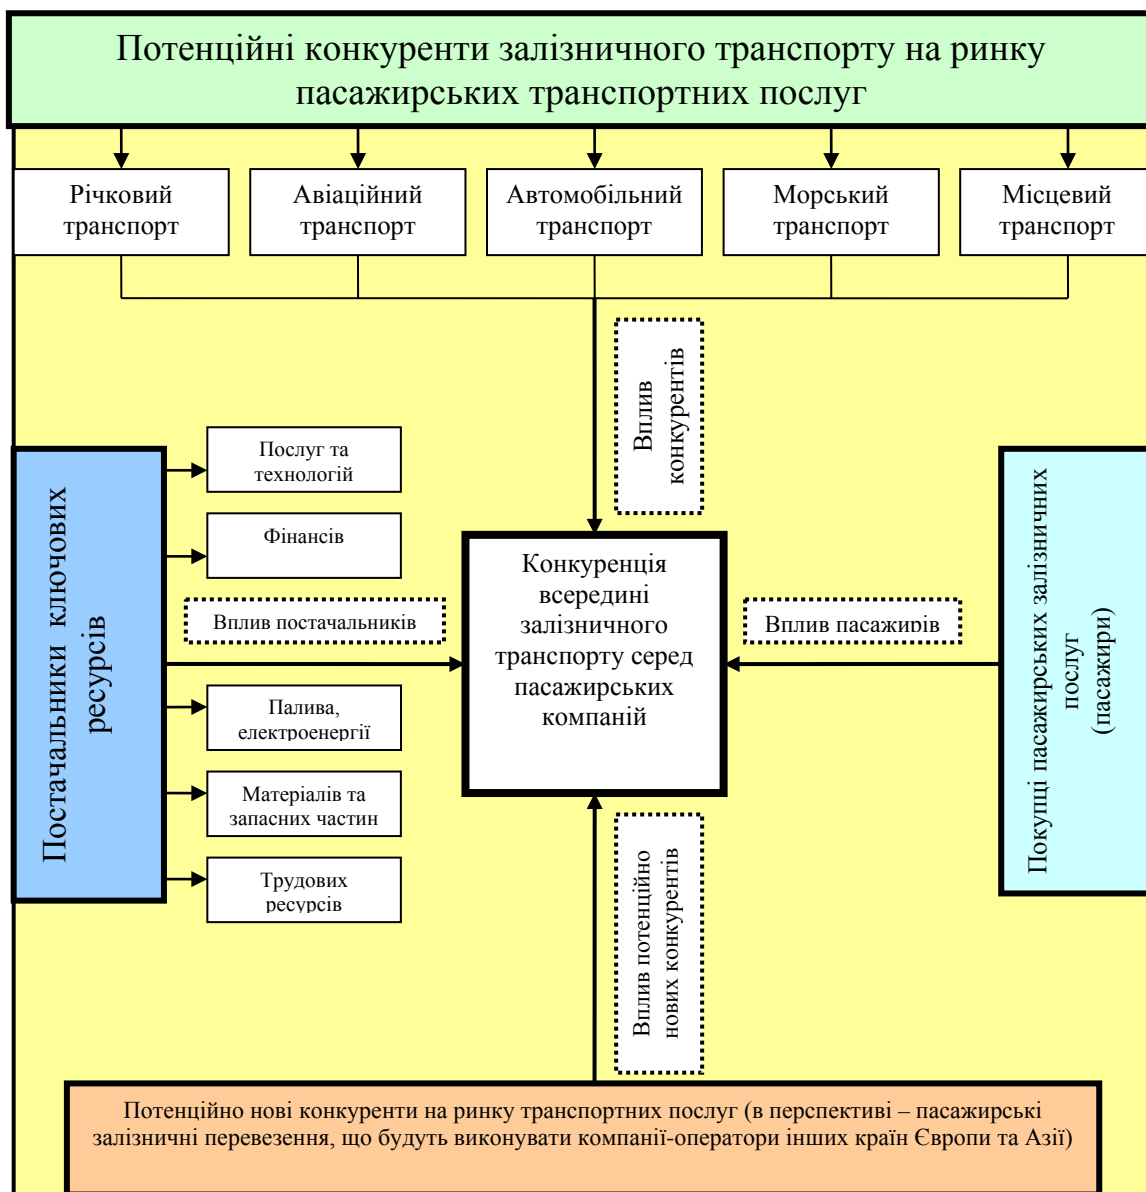 Потенційні конкуренти залізничного транспорту на ринку
пасажирських транспортних послуг
Річковий
транспорт
Авіаційний
транспорт
Автомобільний
транспорт
Морський
транспорт
Місцевий
транспорт
Вплив
конкурентів
Постачальники ключових
ресурсів
Послуг та
технологій
Фінансів
Вплив постачальників
Палива,
електроенергії
Матеріалів та
запасних частин
Трудових
ресурсів
Конкуренція
всередині
залізничного
транспорту серед
пасажирських
компаній
Вплив пасажирів
Покупці пасажирських залізничних
послуг
(пасажири)
Вплив потенційно
нових конкурентів
Потенційно нові конкуренти на ринку транспортних послуг (в перспективі – пасажирські
залізничні перевезення, що будуть виконувати компанії-оператори інших країн Європи та Азії)